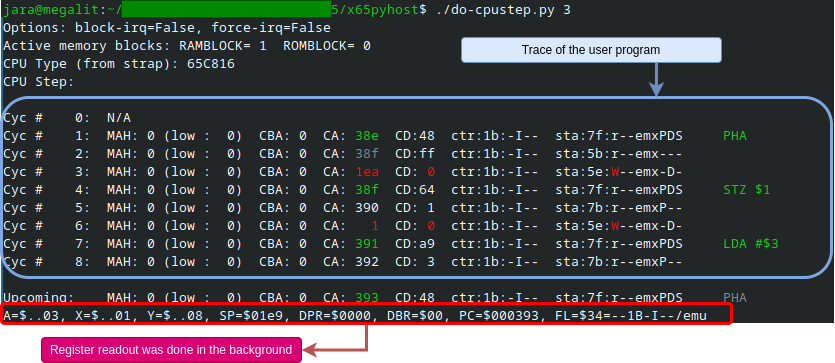 jara@megalit:~/ 5/x65pyhost$ ./do-cpustep.py 3
Options: block-irq=False, force-irq=False
Active memory blocks: RAMBLOCK= 1  ROMBLOCK= 0
Trace of the user program
CPU Type (from strap): 65C816
CPU Step:
Cyc #    0:  N/A
Cyc #    1:  MAH: 0 (low :  0)  CBA: 0  CA: 38e  CD:48  ctr:1b:-I--  sta:7f:r--emxPDS     PHA
Cyc #    2:  MAH: 0 (low :  0)  CBA: 0  CA: 38f  CD:ff  ctr:1b:-I--  sta:5b:r--emx---
Cyc #    3:  MAH: 0 (low :  0)  CBA: 0  CA: 1ea  CD: 0  ctr:1b:-I--  sta:5e:W--emx-D-
Cyc #    4:  MAH: 0 (low :  0)  CBA: 0  CA: 38f  CD:64  ctr:1b:-I--  sta:7f:r--emxPDS     STZ $1
Cyc #    5:  MAH: 0 (low :  0)  CBA: 0  CA: 390  CD: 1  ctr:1b:-I--  sta:7b:r--emxP--
Cyc #    6:  MAH: 0 (low :  0)  CBA: 0  CA:   1  CD: 0  ctr:1b:-I--  sta:5e:W--emx-D-
Cyc #    7:  MAH: 0 (low :  0)  CBA: 0  CA: 391  CD:a9  ctr:1b:-I--  sta:7f:r--emxPDS     LDA #$3
Cyc #    8:  MAH: 0 (low :  0)  CBA: 0  CA: 392  CD: 3  ctr:1b:-I--  sta:7b:r--emxP--
Upcoming:    MAH: 0 (low :  0)  CBA: 0  CA: 393  CD:48  ctr:1b:-I--  sta:7f:r--emxPDS     PHA
A=$..03, X=$..01, Y=$..08, SP=$01e9, DPR=$0000, DBR=$00, PC=$000393, FL=$34=--1B-I--/emu
Register readout was done in the background